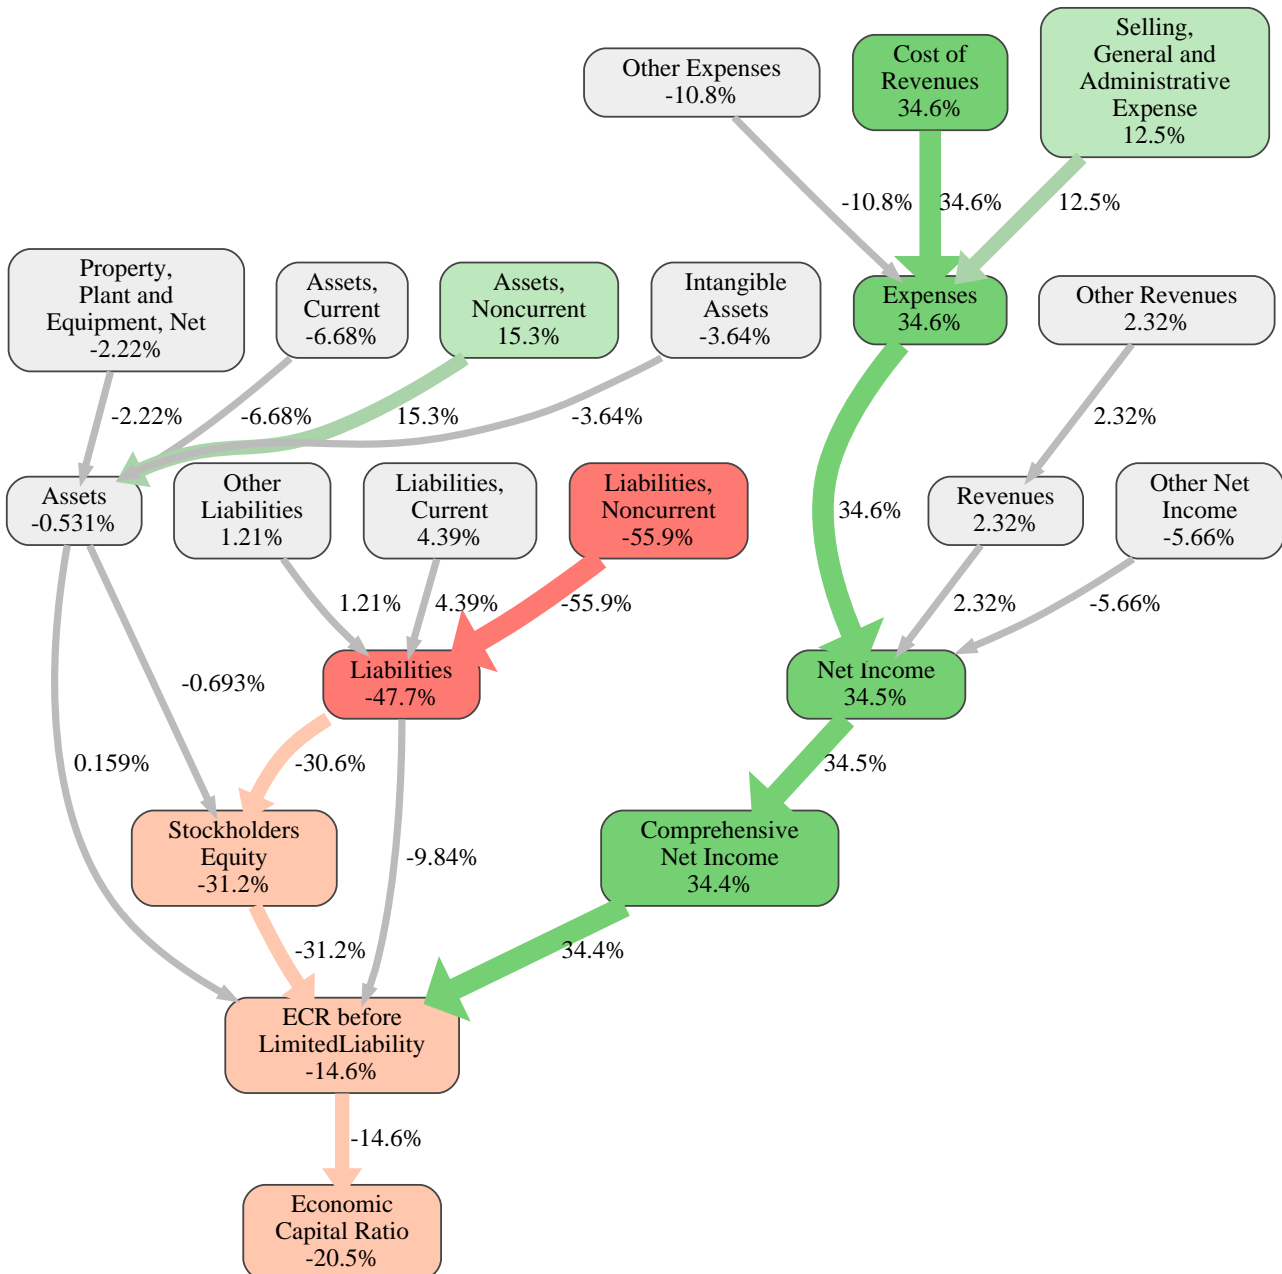 Other Expenses
-10.8%
Cost of
Revenues
34.6%
Selling,
General and
Administrative
Expense
12.5%
-10.8%
34.6%
12.5%
Property,
Plant and
Equipment, Net
-2.22%
Assets,
Current
-6.68%
Assets,
Noncurrent
15.3%
Intangible
Assets
-3.64%
Expenses
34.6%
Other Revenues
2.32%
-2.22%
-6.68%
15.3%
-3.64%
2.32%
Assets
-0.531%
Other
Liabilities
1.21%
Liabilities,
Current
4.39%
Liabilities,
Noncurrent
-55.9%
34.6%
Revenues
2.32%
Other Net
Income
-5.66%
1.21%
4.39%
-55.9%
2.32%
-5.66%
Liabilities
-47.7%
Net Income
34.5%
-0.693%
0.159%
-30.6%
34.5%
Stockholders
Equity
-31.2%
-9.84%
Comprehensive
Net Income
34.4%
-31.2%
34.4%
ECR before
LimitedLiability
-14.6%
-14.6%
Economic
Capital Ratio
-20.5%